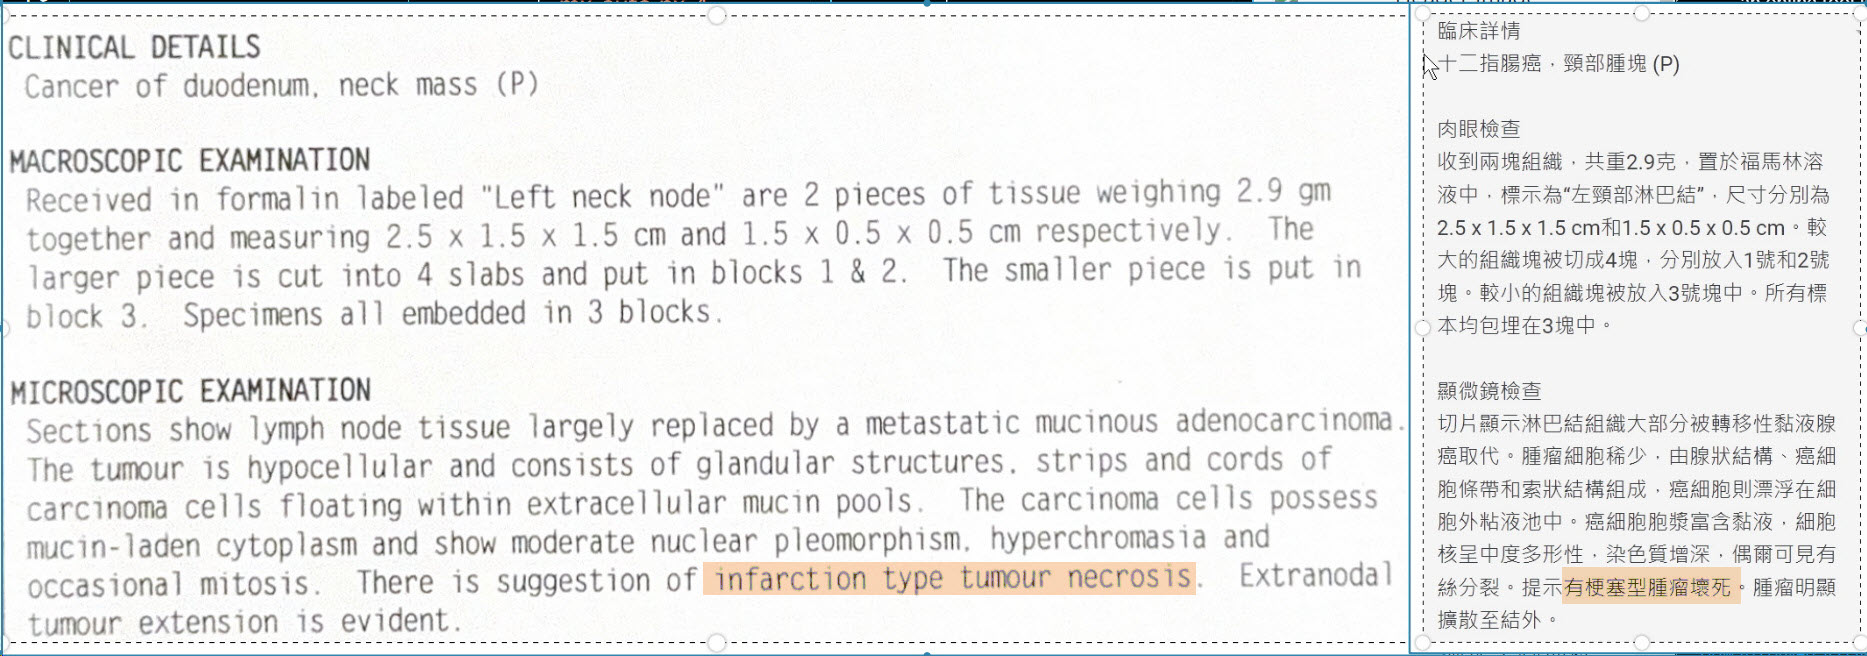 CLINICAL DETAILS
Cancer of duodenum, neck mass (P)
MACROSCOPIC EXAMINATION
Received in formalin labeled "Left neck node" are 2 pieces of tissue weighing 2.9 gm
together and measuring 2.5 x 1.5 x 1.5 cm and 1.5 x 0.5 x 0.5 cm respectively. The
larger piece is cut into 4 slabs and put in blocks 1 & 2. The smaller piece is put in
block 3. Specimens all embedded in 3 blocks.
MICROSCOPIC EXAMINATION
Sections show lymph node tissue largely replaced by a metastatic mucinous adenocarcinoma.
The tumour is hypocellular and consists of glandular structures, strips and cords of
carcinoma cells floating within extracellular mucin pools. The carcinoma cells possess
mucin-laden cytoplasm and show moderate nuclear pleomorphism, hyperchromasia and
occasional mitosis. There is suggestion of infarction type tumour necrosis. Extranodal
tumour extension is evident.
臨床詳情
十二指腸癌，頸部腫塊 (P)
肉眼檢查
收到兩塊組織，共重2.9克，置於福馬林溶
液中，標示為“左頸部淋巴結”，尺寸分別為
2.5 x 1.5 x 1.5 cm和1.5 x 0.5 x 0.5 cm。較
大的組織塊被切成4塊，分別放入1號和2號
塊。較小的組織塊被放入3號塊中。所有標
本均包埋在3塊中。
顯微鏡檢查
切片顯示淋巴結組織大部分被轉移性黏液腺
癌取代。腫瘤細胞稀少，由腺狀結構、癌細
胞條帶和索狀結構組成，癌細胞則漂浮在細
胞外粘液池中。癌細胞胞漿富含黏液，細胞
核呈中度多形性，染色質增深，偶爾可見有
絲分裂。提示有梗塞型腫瘤壞死。腫瘤明顯
擴散至結外。